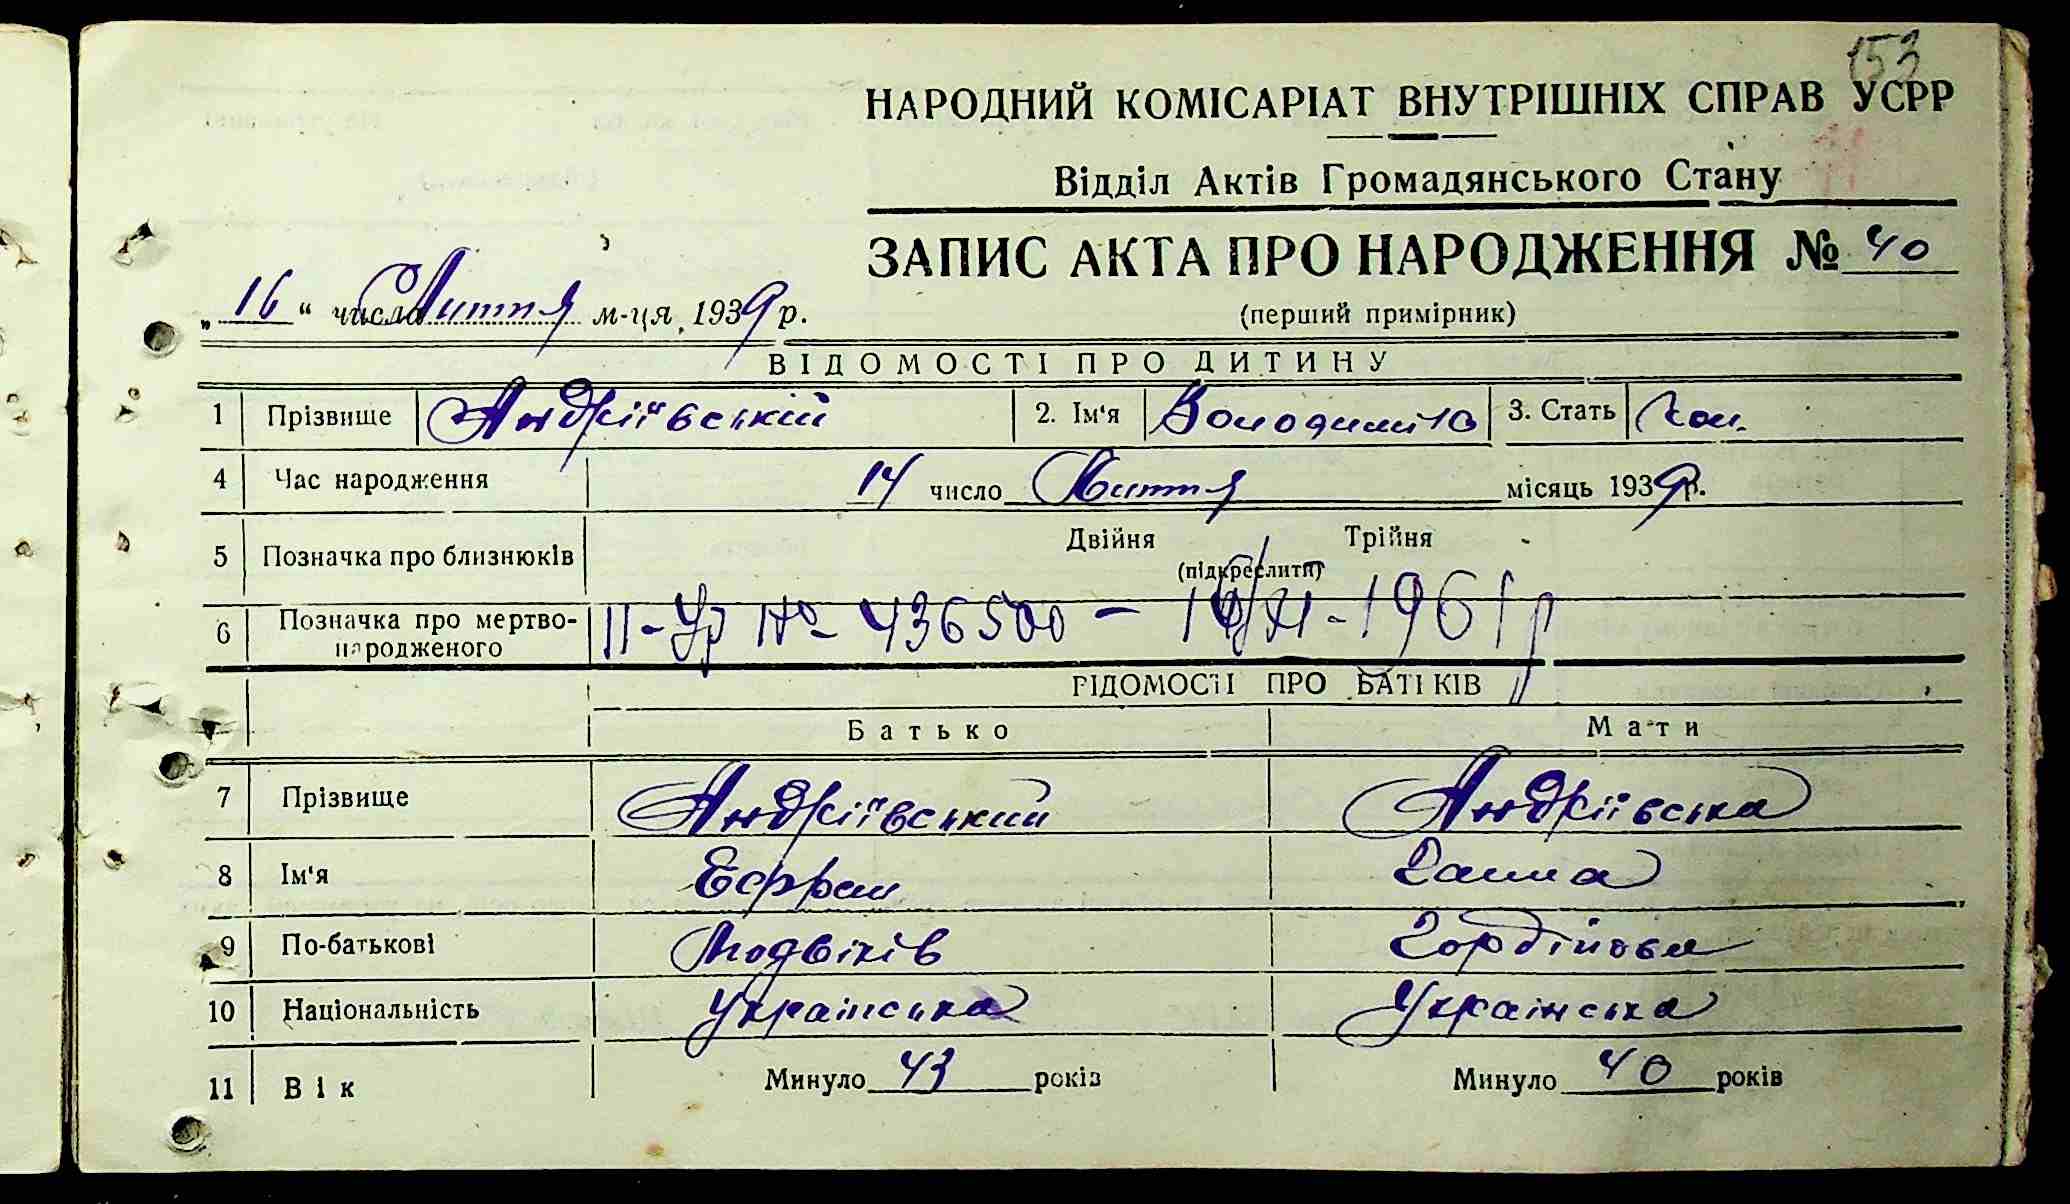 153
НАРОДНИЙ КОМІСАРІАТ ВНУТРІШНІХ СПРАВ УСРР
Відділ Актів Громадянського Стану
ЗАПИС АКТА ПРО НАРОДЖЕННЯ № 40
„16“ числа Липня м-ця, 1939 р.
(перший примірник)
ВІДОМОСТІ ПРО ДИТИНУ
1 Прізвище Андріївський 2. Ім'я Володимир 3. Стать чол.
4 Час народження 14 число Липня місяць 1939 р.
5 Позначка про близнюків Двійня Трійня
(підкреслити)
6 Позначка про мертвонародженого II-УР № 436500 - 1961 р
ВІДОМОСТІ ПРО БАТЬКІВ
Батько Мати
7 Прізвище Андріївський Андріївська
8 Ім'я Ганна
9 По-батькові Гордіївна
10 Національність Українська Українська
11 Вік Минуло 43 років Минуло 40 років